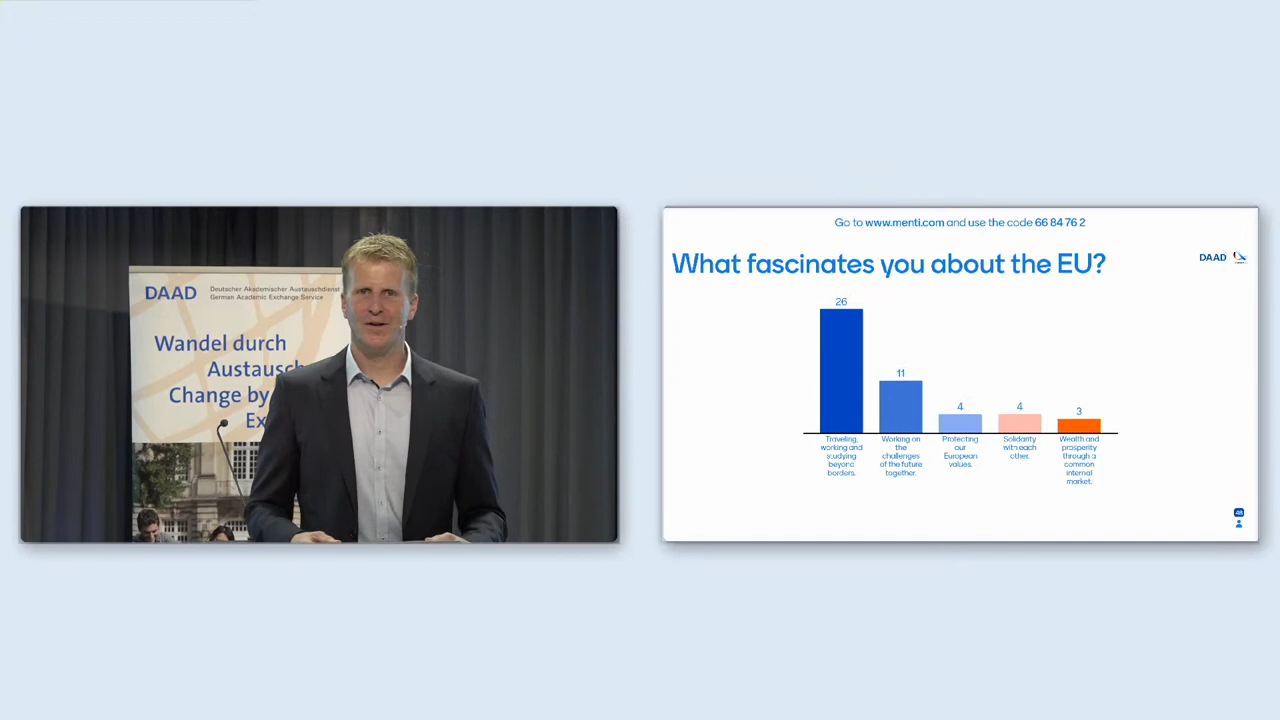 DAAD
Deutscher Akademischer Austauschdienst
German Academic Exchange Service
Wandel durch
Austausch
Change by
Ex
Go to www.menti.com and use the code 66 84 76 2
What fascinates you about the EU?
DAAD
26
11
4
4
3
Traveling,
working and
studying
beyond
borders.
Working on
the
challenges
of the future
together.
Protecting
our
European
values.
Solidarity
with each
other.
Wealth and
prosperity
through a
common
internal
market.
48